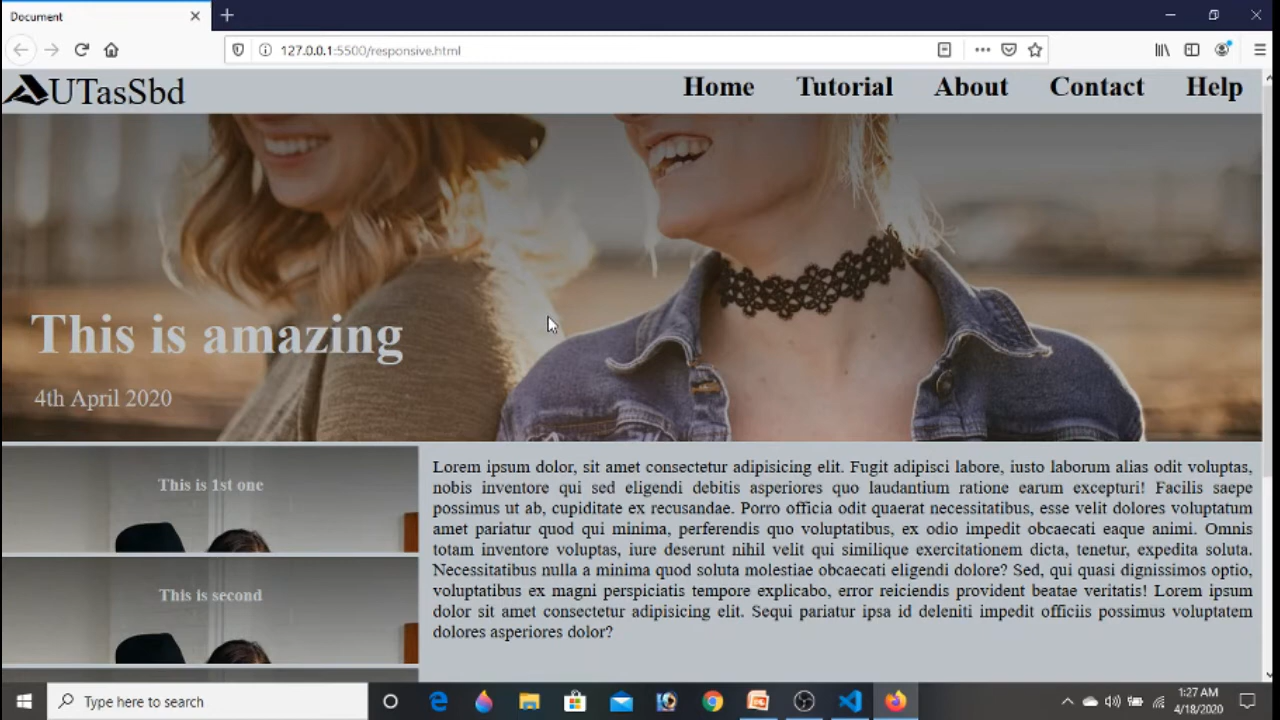 Document
127.0.0.1:5500/responsive.html
UTasSbd
Home Tutorial About Contact Help
This is amazing
4th April 2020
This is 1st one
This is second
Lorem ipsum dolor, sit amet consectetur adipisicing elit. Fugit adipisci labore, iusto laborum alias odit voluptas,
nobis inventore qui sed eligendi debitis asperiores quo laudantium ratione earum excepturi! Facilis saepe
possimus ut ab, cupiditate ex recusandae. Porro officia odit quaerat necessitatibus, esse velit dolores voluptatum
amet pariatur quod qui minima, perferendis quo voluptatibus, ex odio impedit obcaecati eaque animi. Omnis
totam inventore voluptas, iure deserunt nihil velit qui similique exercitationem dicta, tenetur, expedita soluta.
Necessitatibus nulla a minima quod soluta molestiae obcaecati eligendi dolore? Sed, qui quasi dignissimos optio,
voluptatibus ex magni perspiciatis tempore explicabo, error reiciendis provident beatae veritatis! Lorem ipsum
dolor sit amet consectetur adipisicing elit. Sequi pariatur ipsa id deleniti impedit officiis possimus voluptatem
dolores asperiores dolor?
Type here to search
1:27 AM
4/18/2020